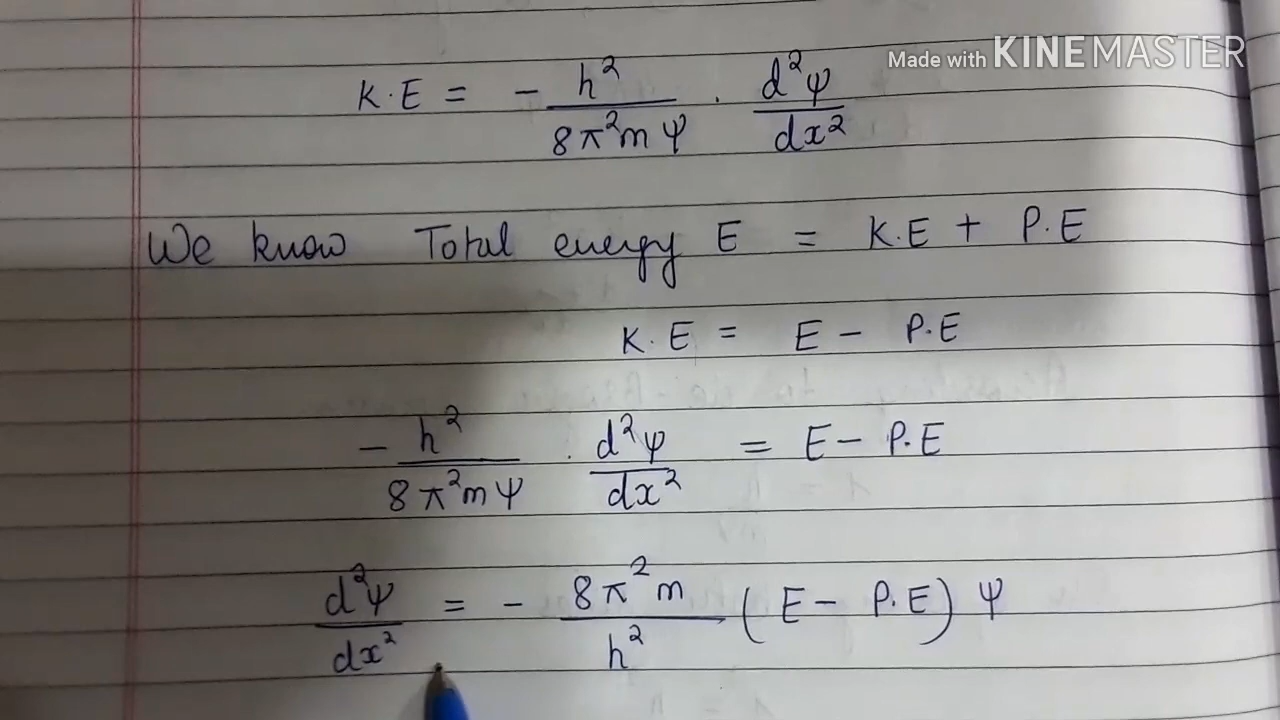 Made with KINEMASTER
K.E = - h²/8π²mψ . d²ψ/dx²
We know Total energy E = K.E + P.E
K.E = E - P.E
- h²/8π²mψ . d²ψ/dx² = E - P.E
d²ψ/dx² = - 8π²m/h² (E - P.E) ψ